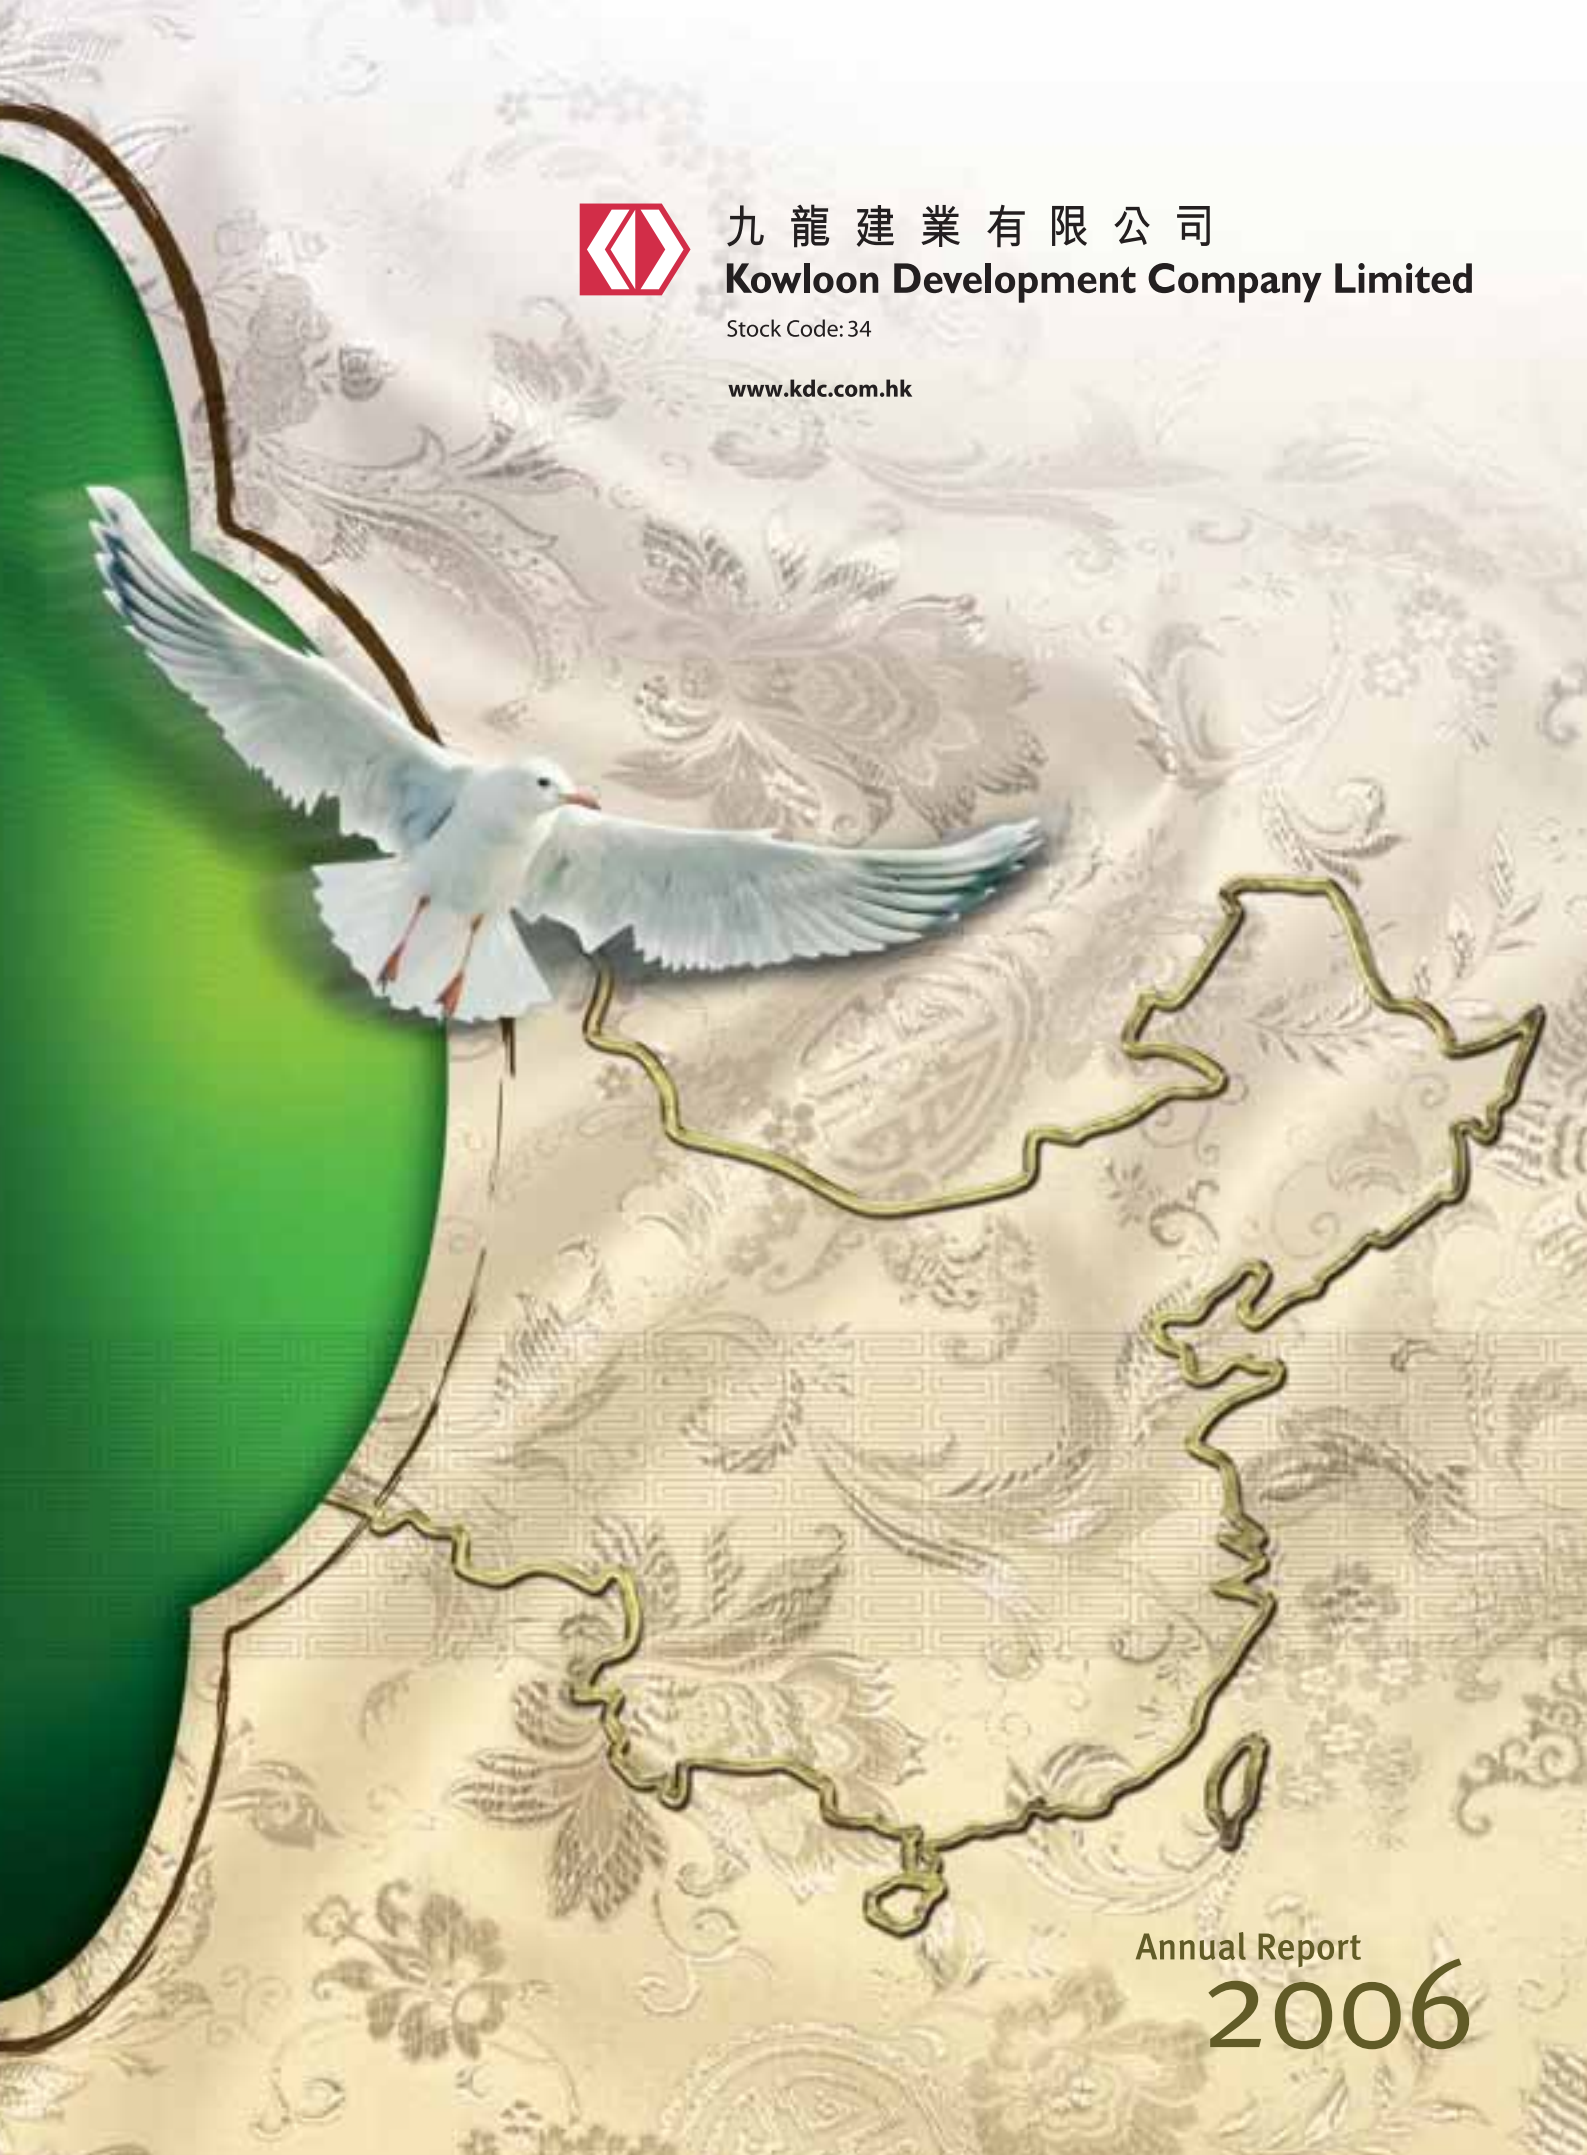 九龍建業有限公司
Kowloon Development Company Limited
Stock Code: 34
www.kdc.com.hk
Annual Report
2006